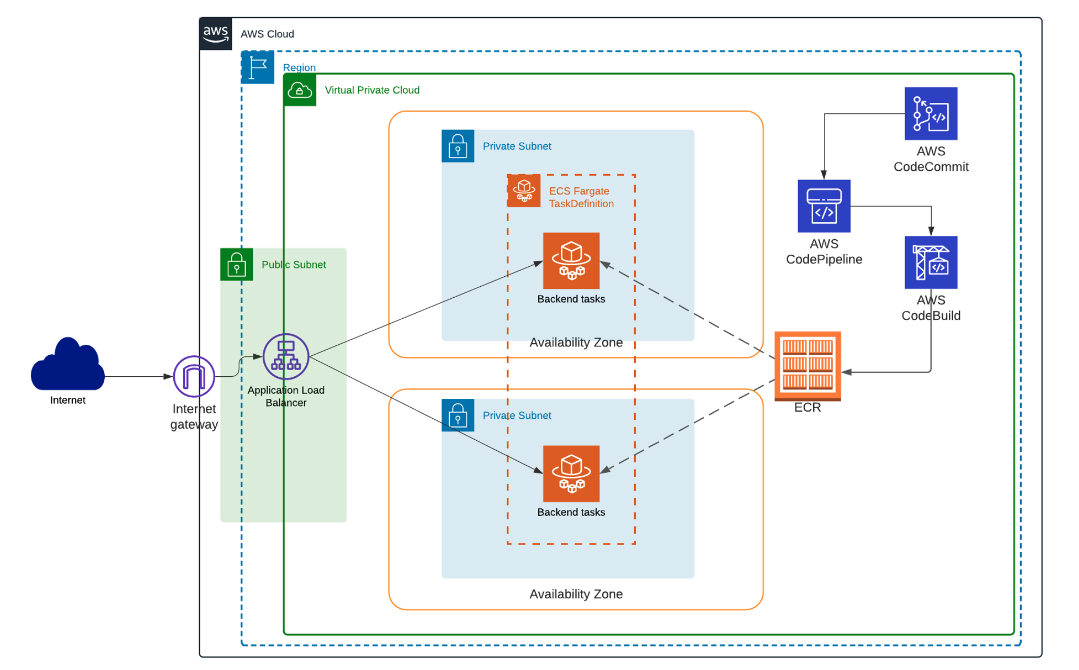 aws
AWS Cloud
Region
Virtual Private Cloud
Private Subnet
ECS Fargate
TaskDefinition
Backend tasks
Availability Zone
AWS
CodeCommit
AWS
CodePipeline
AWS
CodeBuild
Public Subnet
Internet
Internet
gateway
Application Load
Balancer
ECR
Private Subnet
Backend tasks
Availability Zone